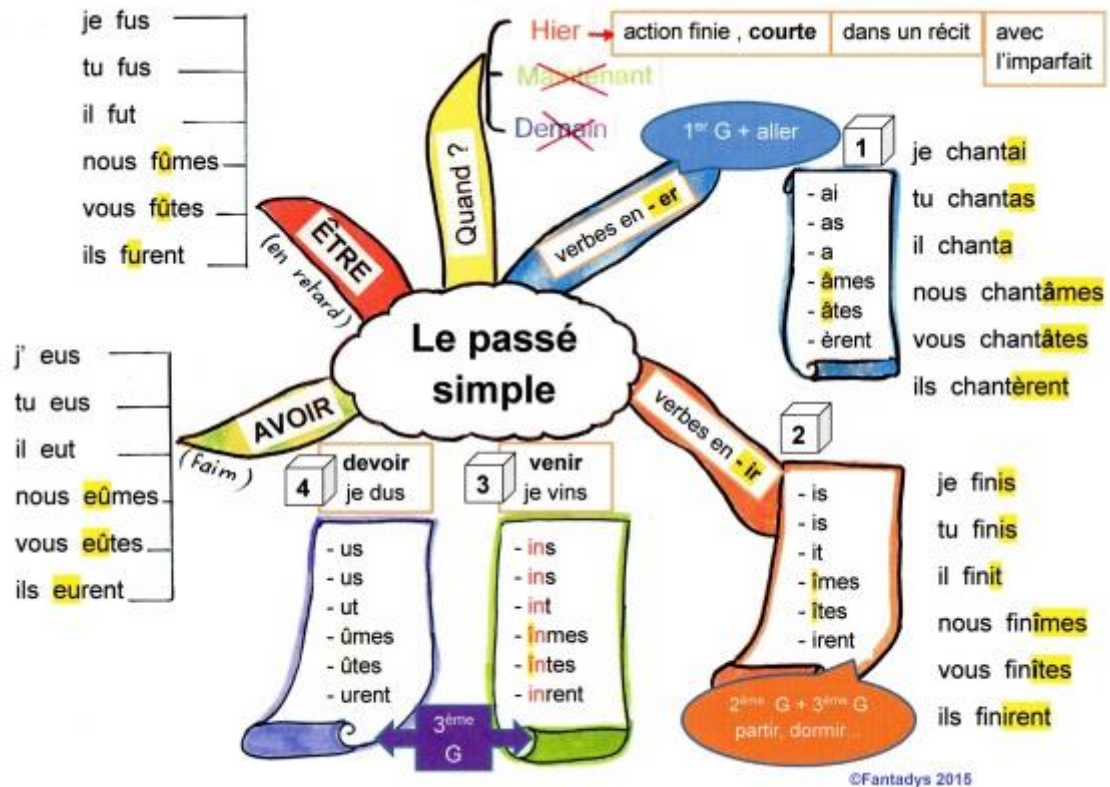 je fus
tu fus
il fut
nous fûmes
vous fûtes
ils furent
ÊTRE
(en retard)
Quand ?
Hier
Maintenant
Demain
action finie , courte
dans un récit
avec
l'imparfait
1er G + aller
verbes en - er
1
- ai
- as
- a
- âmes
- âtes
- èrent
je chantai
tu chantas
il chanta
nous chantâmes
vous chantâtes
ils chantèrent
Le passé
simple
j' eus
tu eus
il eut
nous eûmes
vous eûtes
ils eurent
AVOIR
(faim)
4
devoir
je dus
- us
- us
- ut
- ûmes
- ûtes
- urent
3
venir
je vins
- ins
- ins
- int
- înmes
- întes
- inrent
3ème
G
verbes en - ir
2
- is
- is
- it
- îmes
- îtes
- irent
2ème G + 3ème G
partir, dormir...
je finis
tu finis
il finit
nous finîmes
vous finîtes
ils finirent
©Fantadys 2015